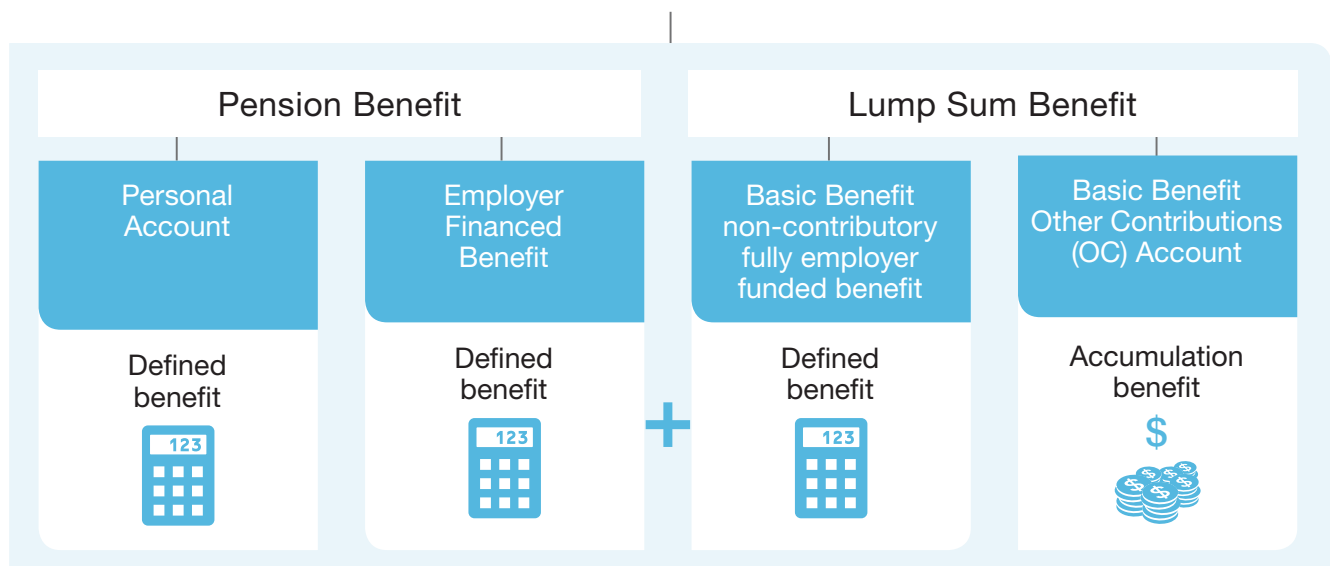 Pension Benefit
Personal
Account
Defined
benefit
123
Employer
Financed
Benefit
Defined
benefit
123
+
Lump Sum Benefit
Basic Benefit
non-contributory
fully employer
funded benefit
Defined
benefit
123
Basic Benefit
Other Contributions
(OC) Account
Accumulation
benefit
$